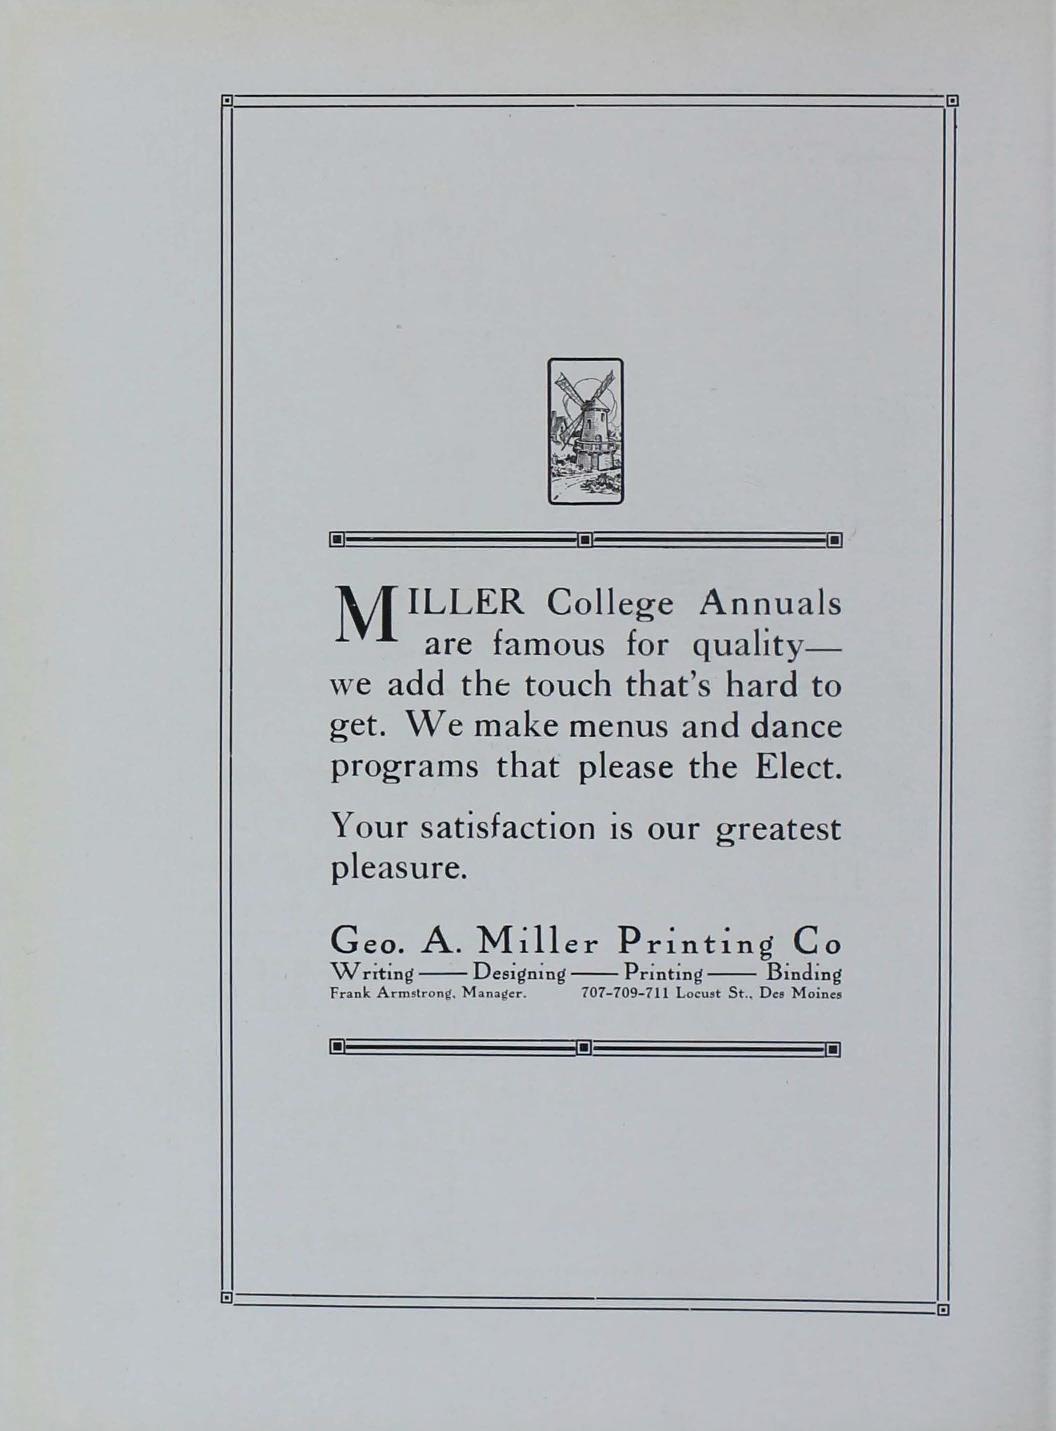 MILLER College Annuals
are famous for quality—
we add the touch that's hard to
get. We make menus and dance
programs that please the Elect.
Your satisfaction is our greatest
pleasure.
Geo. A. Miller Printing Co
Writing —— Designing —— Printing —— Binding
Frank Armstrong, Manager. 707-709-711 Locust St., Des Moines